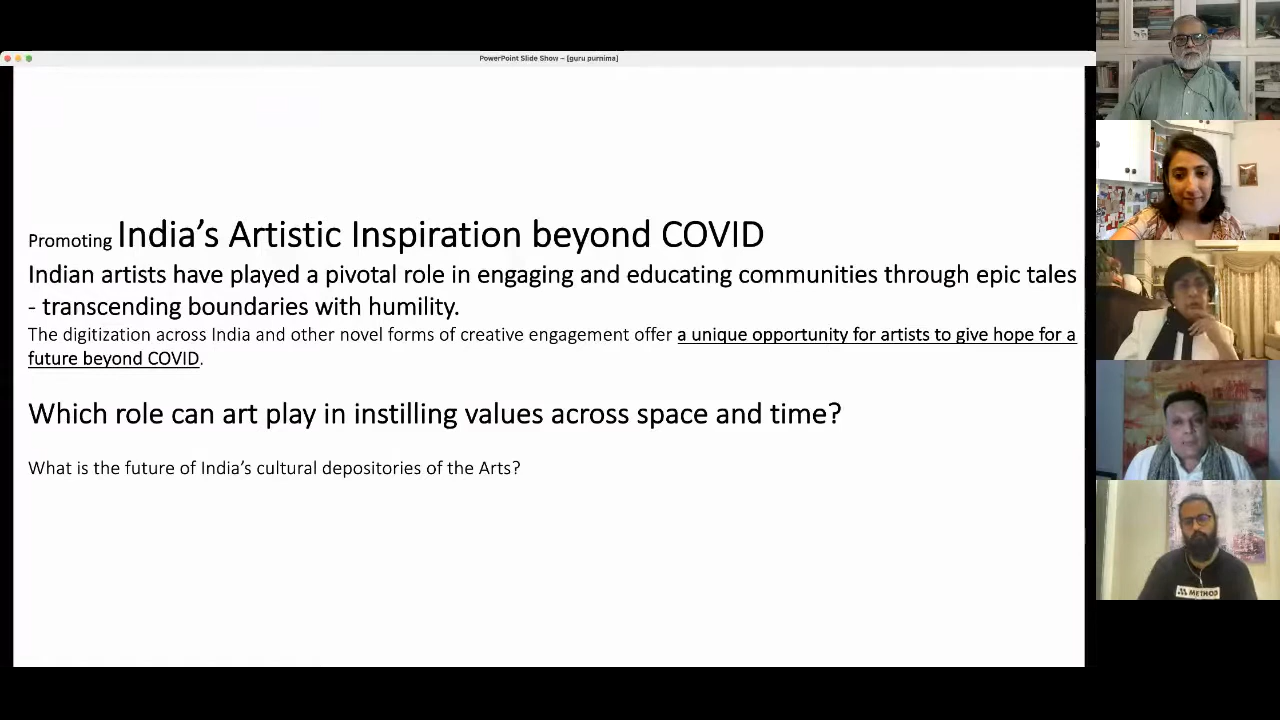 PowerPoint Slide Show – [guru purnima]
Promoting India’s Artistic Inspiration beyond COVID
Indian artists have played a pivotal role in engaging and educating communities through epic tales
- transcending boundaries with humility.
The digitization across India and other novel forms of creative engagement offer a unique opportunity for artists to give hope for a
future beyond COVID.
Which role can art play in instilling values across space and time?
What is the future of India’s cultural depositories of the Arts?
METHOD